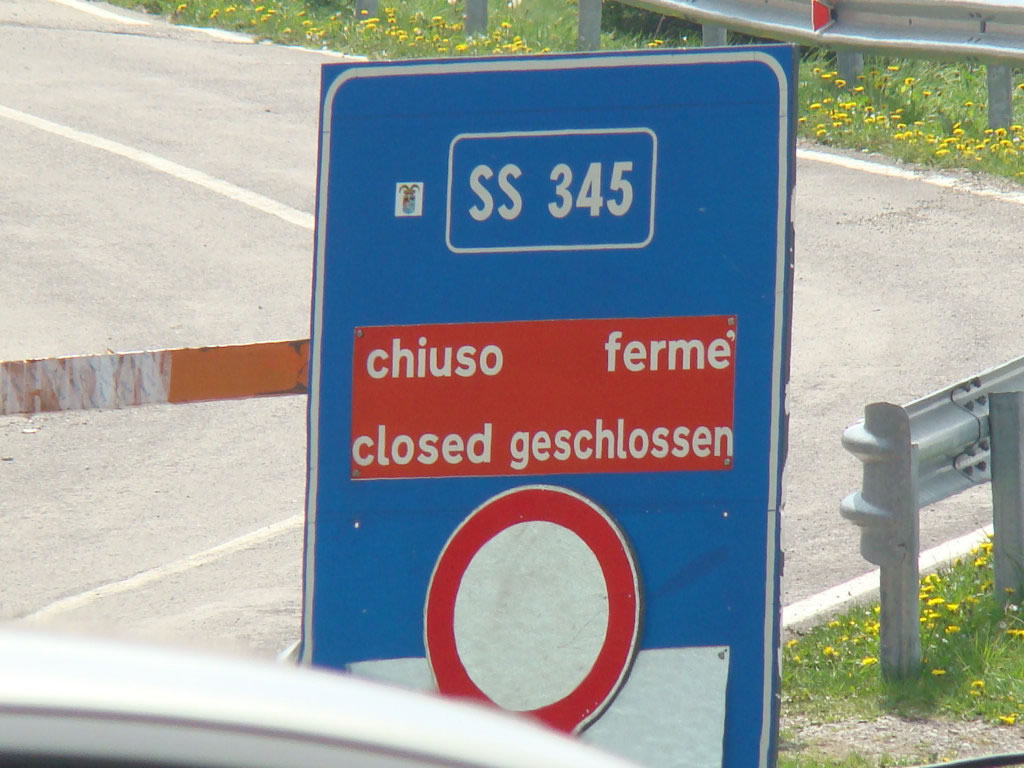 SS 345
chiuso ferme'
closed geschlossen